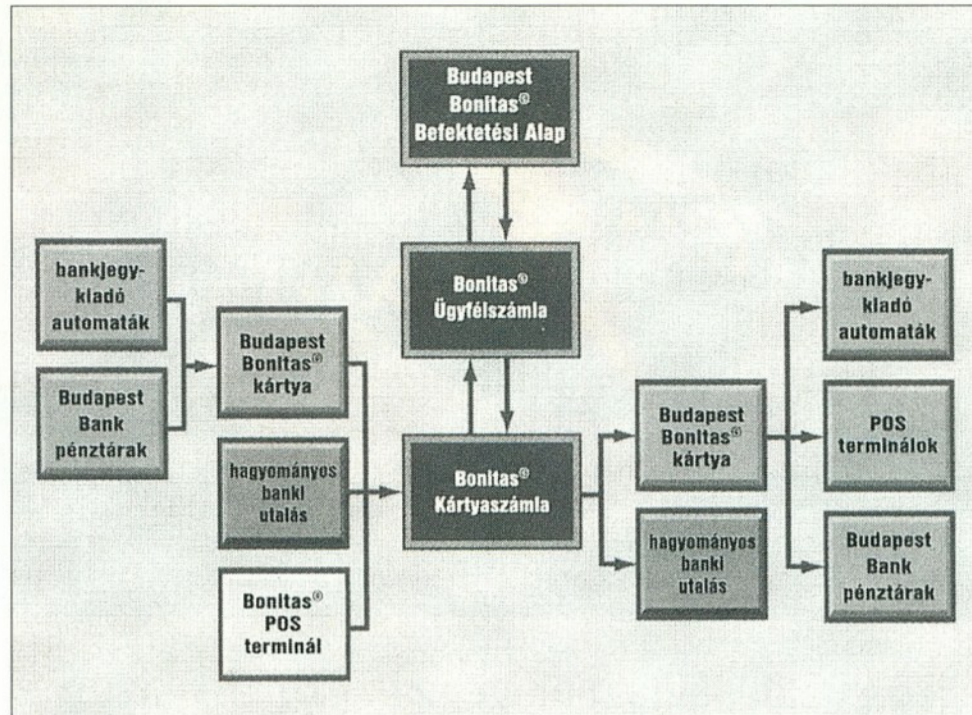 Budapest
Bonitas®
Befektetési Alap
Bonitas®
Ügyfélszámla
bankjegy-
kiadó
automaták
Budapest
Bank
pénztárak
Budapest
Bonitas®
kártya
hagyományos
banki
utalás
Bonitas®
POS
terminál
Bonitas®
Kártyaszámla
Budapest
Bonitas®
kártya
hagyományos
banki
utalás
bankjegy-
kiadó
automaták
POS
terminálok
Budapest
Bank
pénztárak